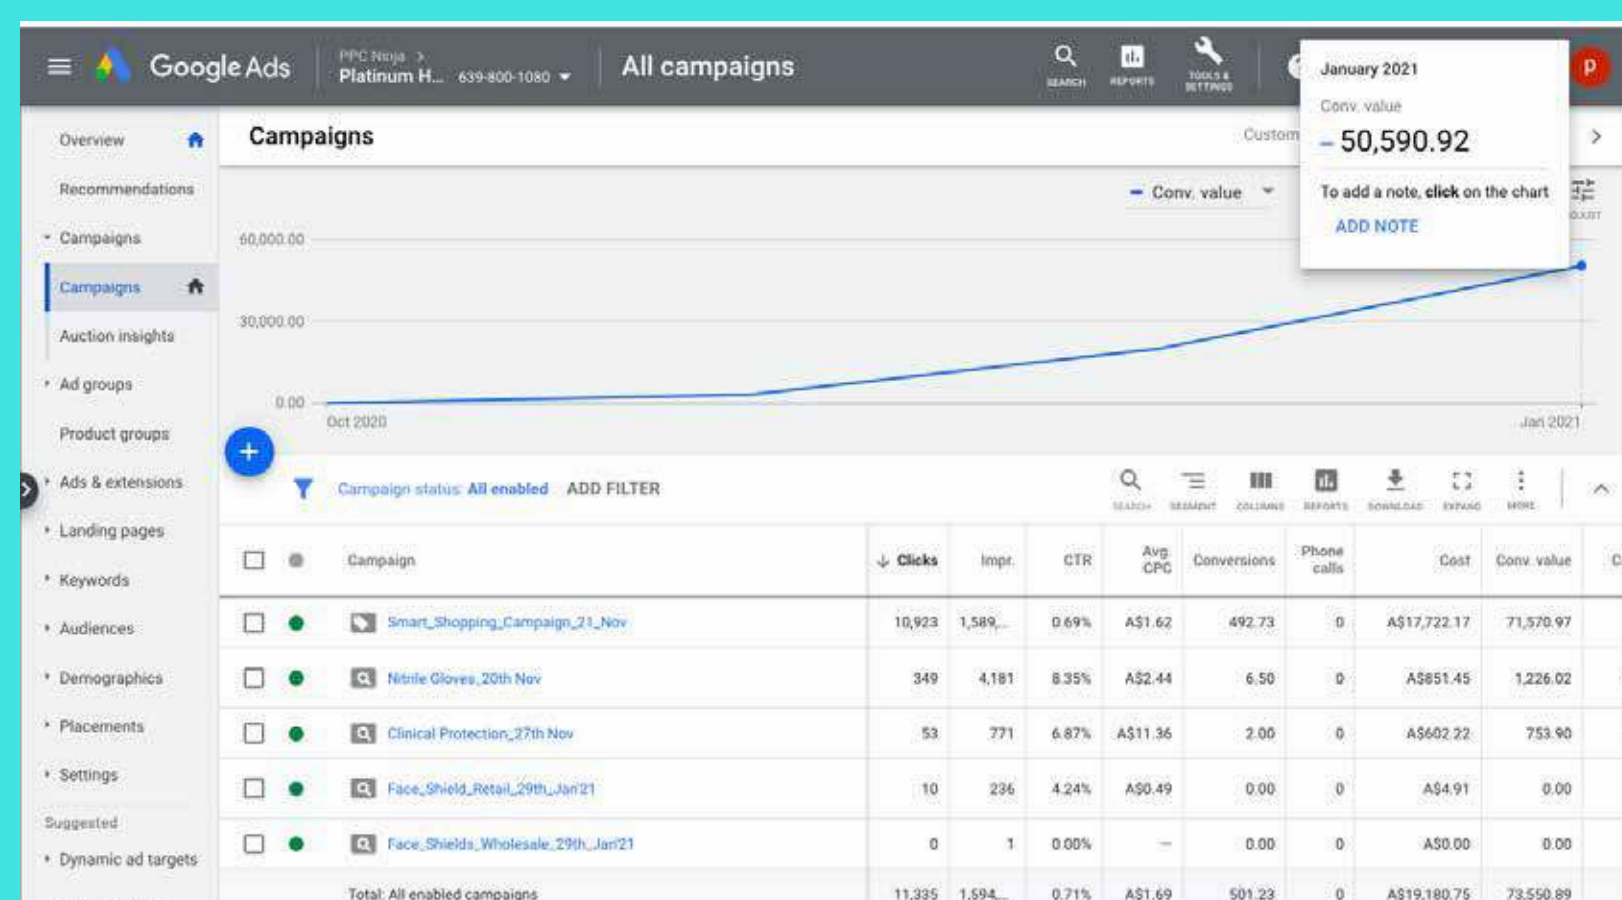 Google Ads
PPC Ninja >
Platinum H... 639-800-1080
All campaigns
SEARCH
REPORTS
TOOLS &
SETTINGS
p
January 2021
Conv. value
50,590.92
To add a note, click on the chart
ADD NOTE
Overview
Recommendations
Campaigns
Campaigns
Auction insights
Ad groups
Product groups
Ads & extensions
Landing pages
Keywords
Audiences
Demographics
Placements
Settings
Suggested
Dynamic ad targets
Campaigns
Custom
Conv. value
60,000.00
30,000.00
0.00
Oct 2020
Jan 2021
Campaign status: All enabled ADD FILTER
SEARCH SEGMENT COLUMNS REPORTS DOWNLOAD EXPAND MORE
Campaign Clicks Impr. CTR Avg. CPC Conversions Phone calls Cost Conv. value C
Smart_Shopping_Campaign_21_Nov 10,923 1,589,... 0.69% A$1.62 492.73 0 A$17,722.17 71,570.97
Nitrile Gloves_20th Nov 349 4,181 8.35% A$2.44 6.50 0 A$851.45 1,226.02
Clinical Protection_27th Nov 53 771 6.87% A$11.36 2.00 0 A$602.22 753.90
Face_Shield_Retail_29th_Jan'21 10 236 4.24% A$0.49 0.00 0 A$4.91 0.00
Face_Shields_Wholesale_29th_Jan'21 0 1 0.00% — 0.00 0 A$0.00 0.00
Total: All enabled campaigns 11,335 1,594,... 0.71% A$1.69 501.23 0 A$19,180.75 73,550.89